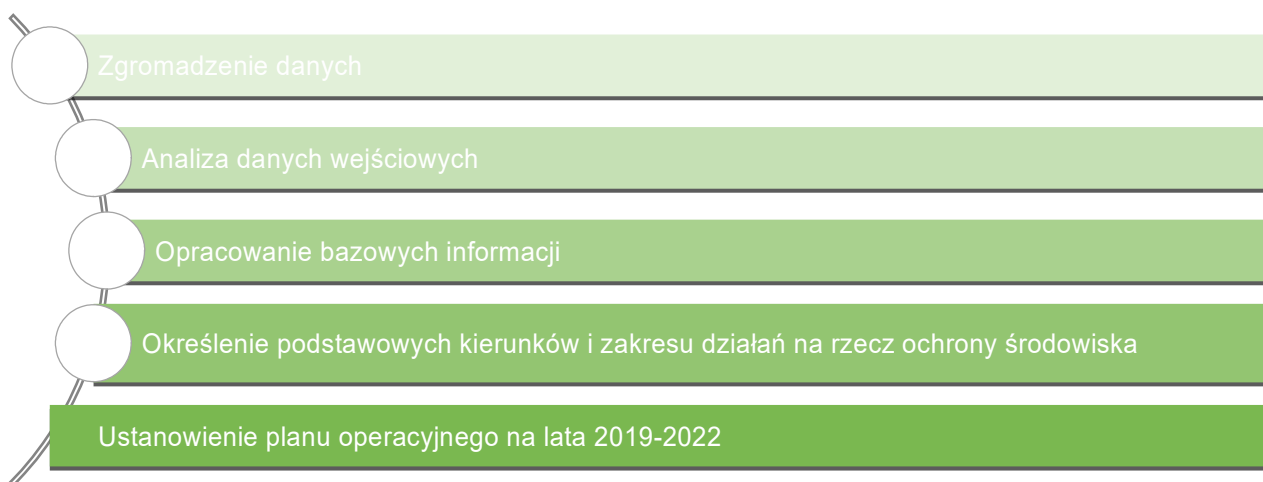 Zgromadzenie danych
Analiza danych wejściowych
Opracowanie bazowych informacji
Określenie podstawowych kierunków i zakresu działań na rzecz ochrony środowiska
Ustanowienie planu operacyjnego na lata 2019-2022